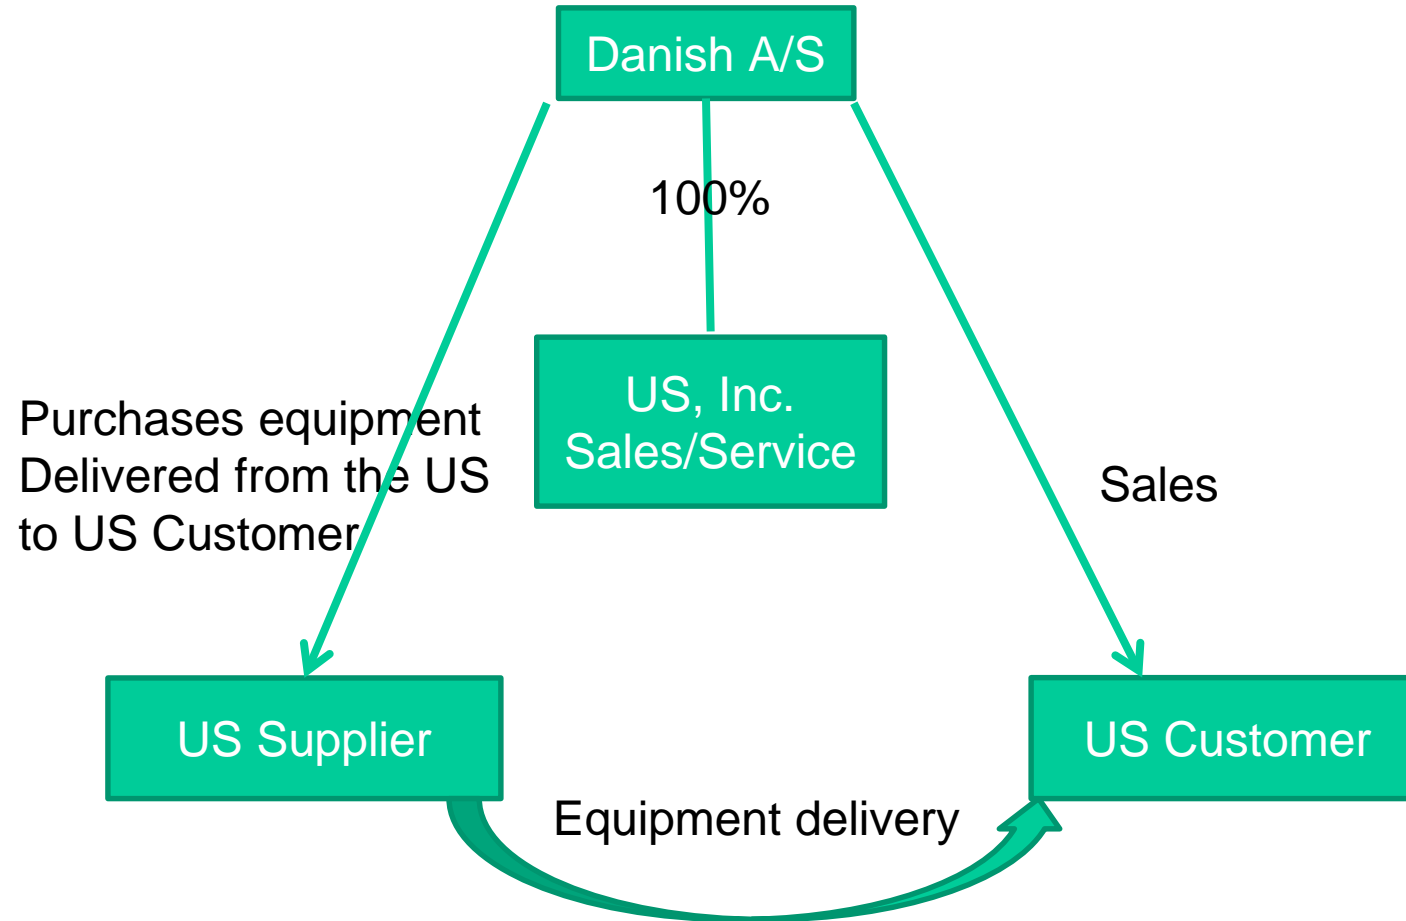 Danish A/S
100%
US, Inc.
Sales/Service
Purchases equipment
Delivered from the US
to US Customer
Sales
US Supplier
US Customer
Equipment delivery